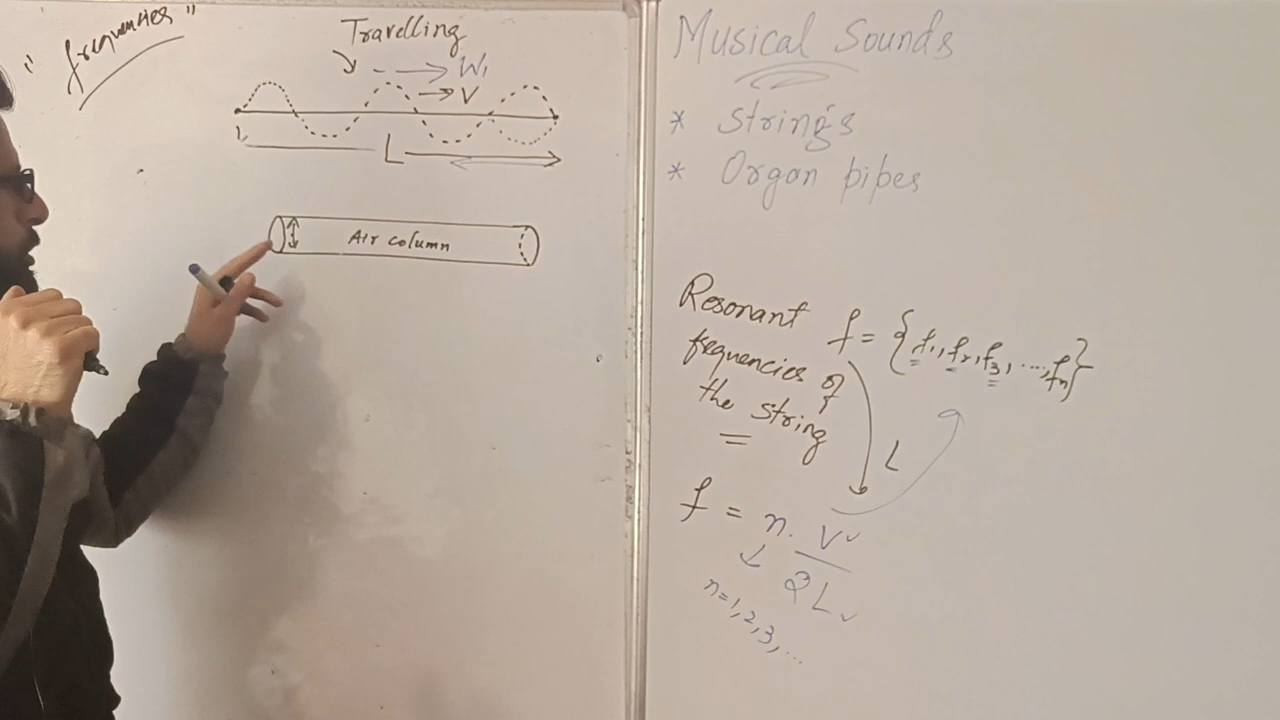 "frequencies"
Travelling
W₁
V
L
Air column
Musical Sounds
* Strings
* Organ pipes
Resonant
frequencies of
the string
f = {f₁, f₂, f₃, ..., fₙ}
L
f = n. V
2L
n=1,2,3,...